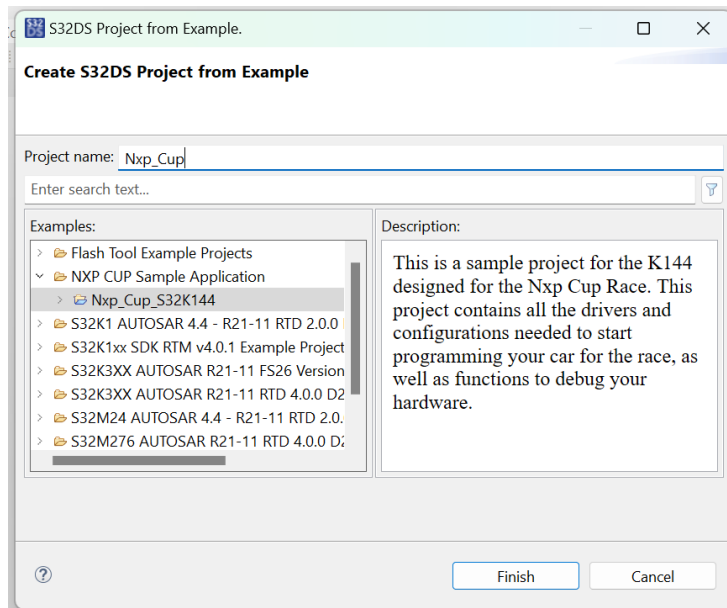 S32DS Project from Example.
Create S32DS Project from Example
Project name: Nxp_Cup
Enter search text...
Examples:
Flash Tool Example Projects
NXP CUP Sample Application
Nxp_Cup_S32K144
S32K1 AUTOSAR 4.4 - R21-11 RTD 2.0.0
S32K1xx SDK RTM v4.0.1 Example Project
S32K3XX AUTOSAR R21-11 FS26 Version
S32K3XX AUTOSAR R21-11 RTD 4.0.0 D2
S32M24 AUTOSAR 4.4 - R21-11 RTD 2.0.
S32M276 AUTOSAR R21-11 RTD 4.0.0 D2
Description:
This is a sample project for the K144
designed for the Nxp Cup Race. This
project contains all the drivers and
configurations needed to start
programming your car for the race, as
well as functions to debug your
hardware.
Finish
Cancel